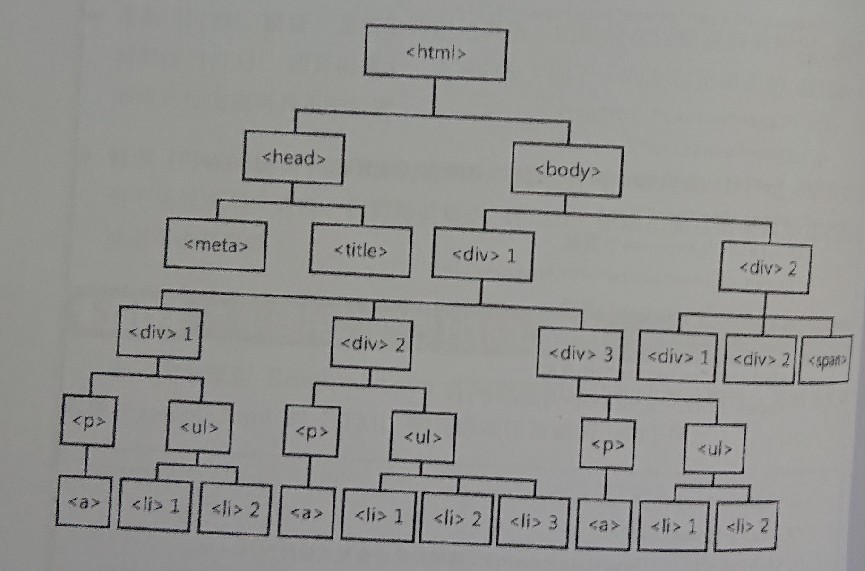 <html>
<head> <body>
<meta> <title> <div> 1 <div> 2
<div> 1 <div> 2 <div> 3 <div> 1 <div> 2 <span>
<p> <ul> <p> <ul> <p> <ul>
<a> <li> 1 <li> 2 <a> <li> 1 <li> 2 <li> 3 <a> <li> 1 <li> 2